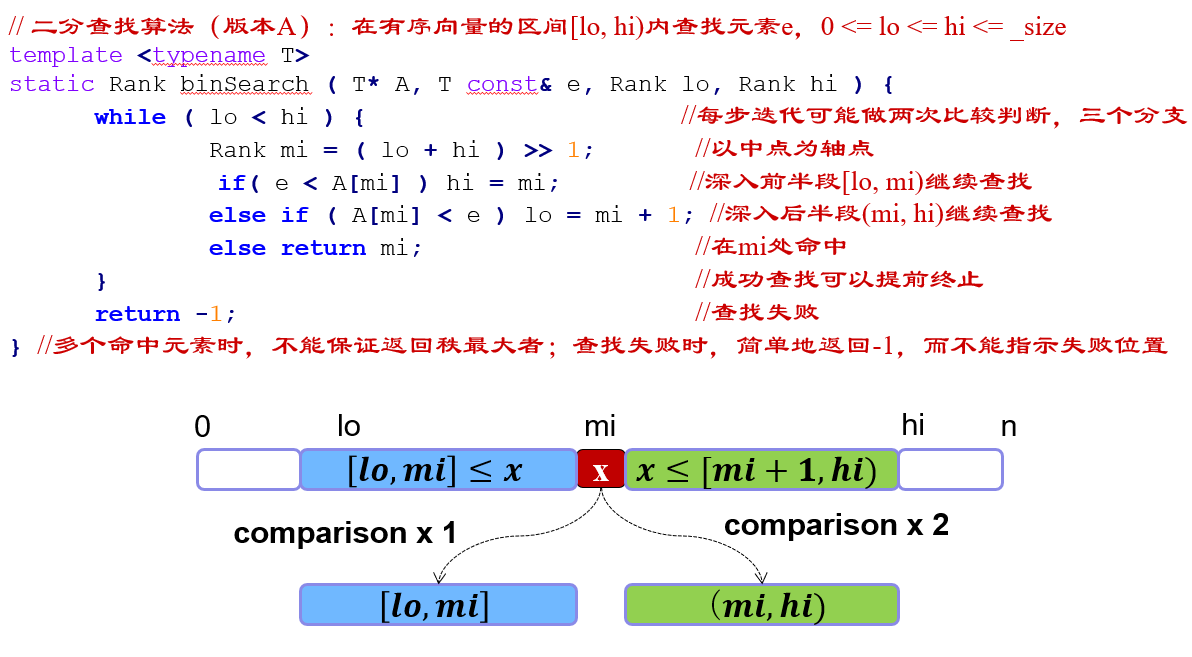 // 二分查找算法（版本A）：在有序向量的区间[lo, hi)内查找元素e，0 <= lo <= hi <= _size
template <typename T>
static Rank binSearch ( T* A, T const& e, Rank lo, Rank hi ) {
while ( lo < hi ) { //每步迭代可能做两次比较判断，三个分支
Rank mi = ( lo + hi ) >> 1; //以中点为轴点
if( e < A[mi] ) hi = mi; //深入前半段[lo, mi)继续查找
else if ( A[mi] < e ) lo = mi + 1; //深入后半段(mi, hi)继续查找
else return mi; //在mi处命中
} //成功查找可以提前终止
return -1; //查找失败
} //多个命中元素时，不能保证返回秩最大者；查找失败时，简单地返回-1，而不能指示失败位置
0 lo mi hi n
[lo, mi] ≤ x x x ≤ [mi + 1, hi)
comparison x 1 comparison x 2
[lo, mi] (mi, hi)